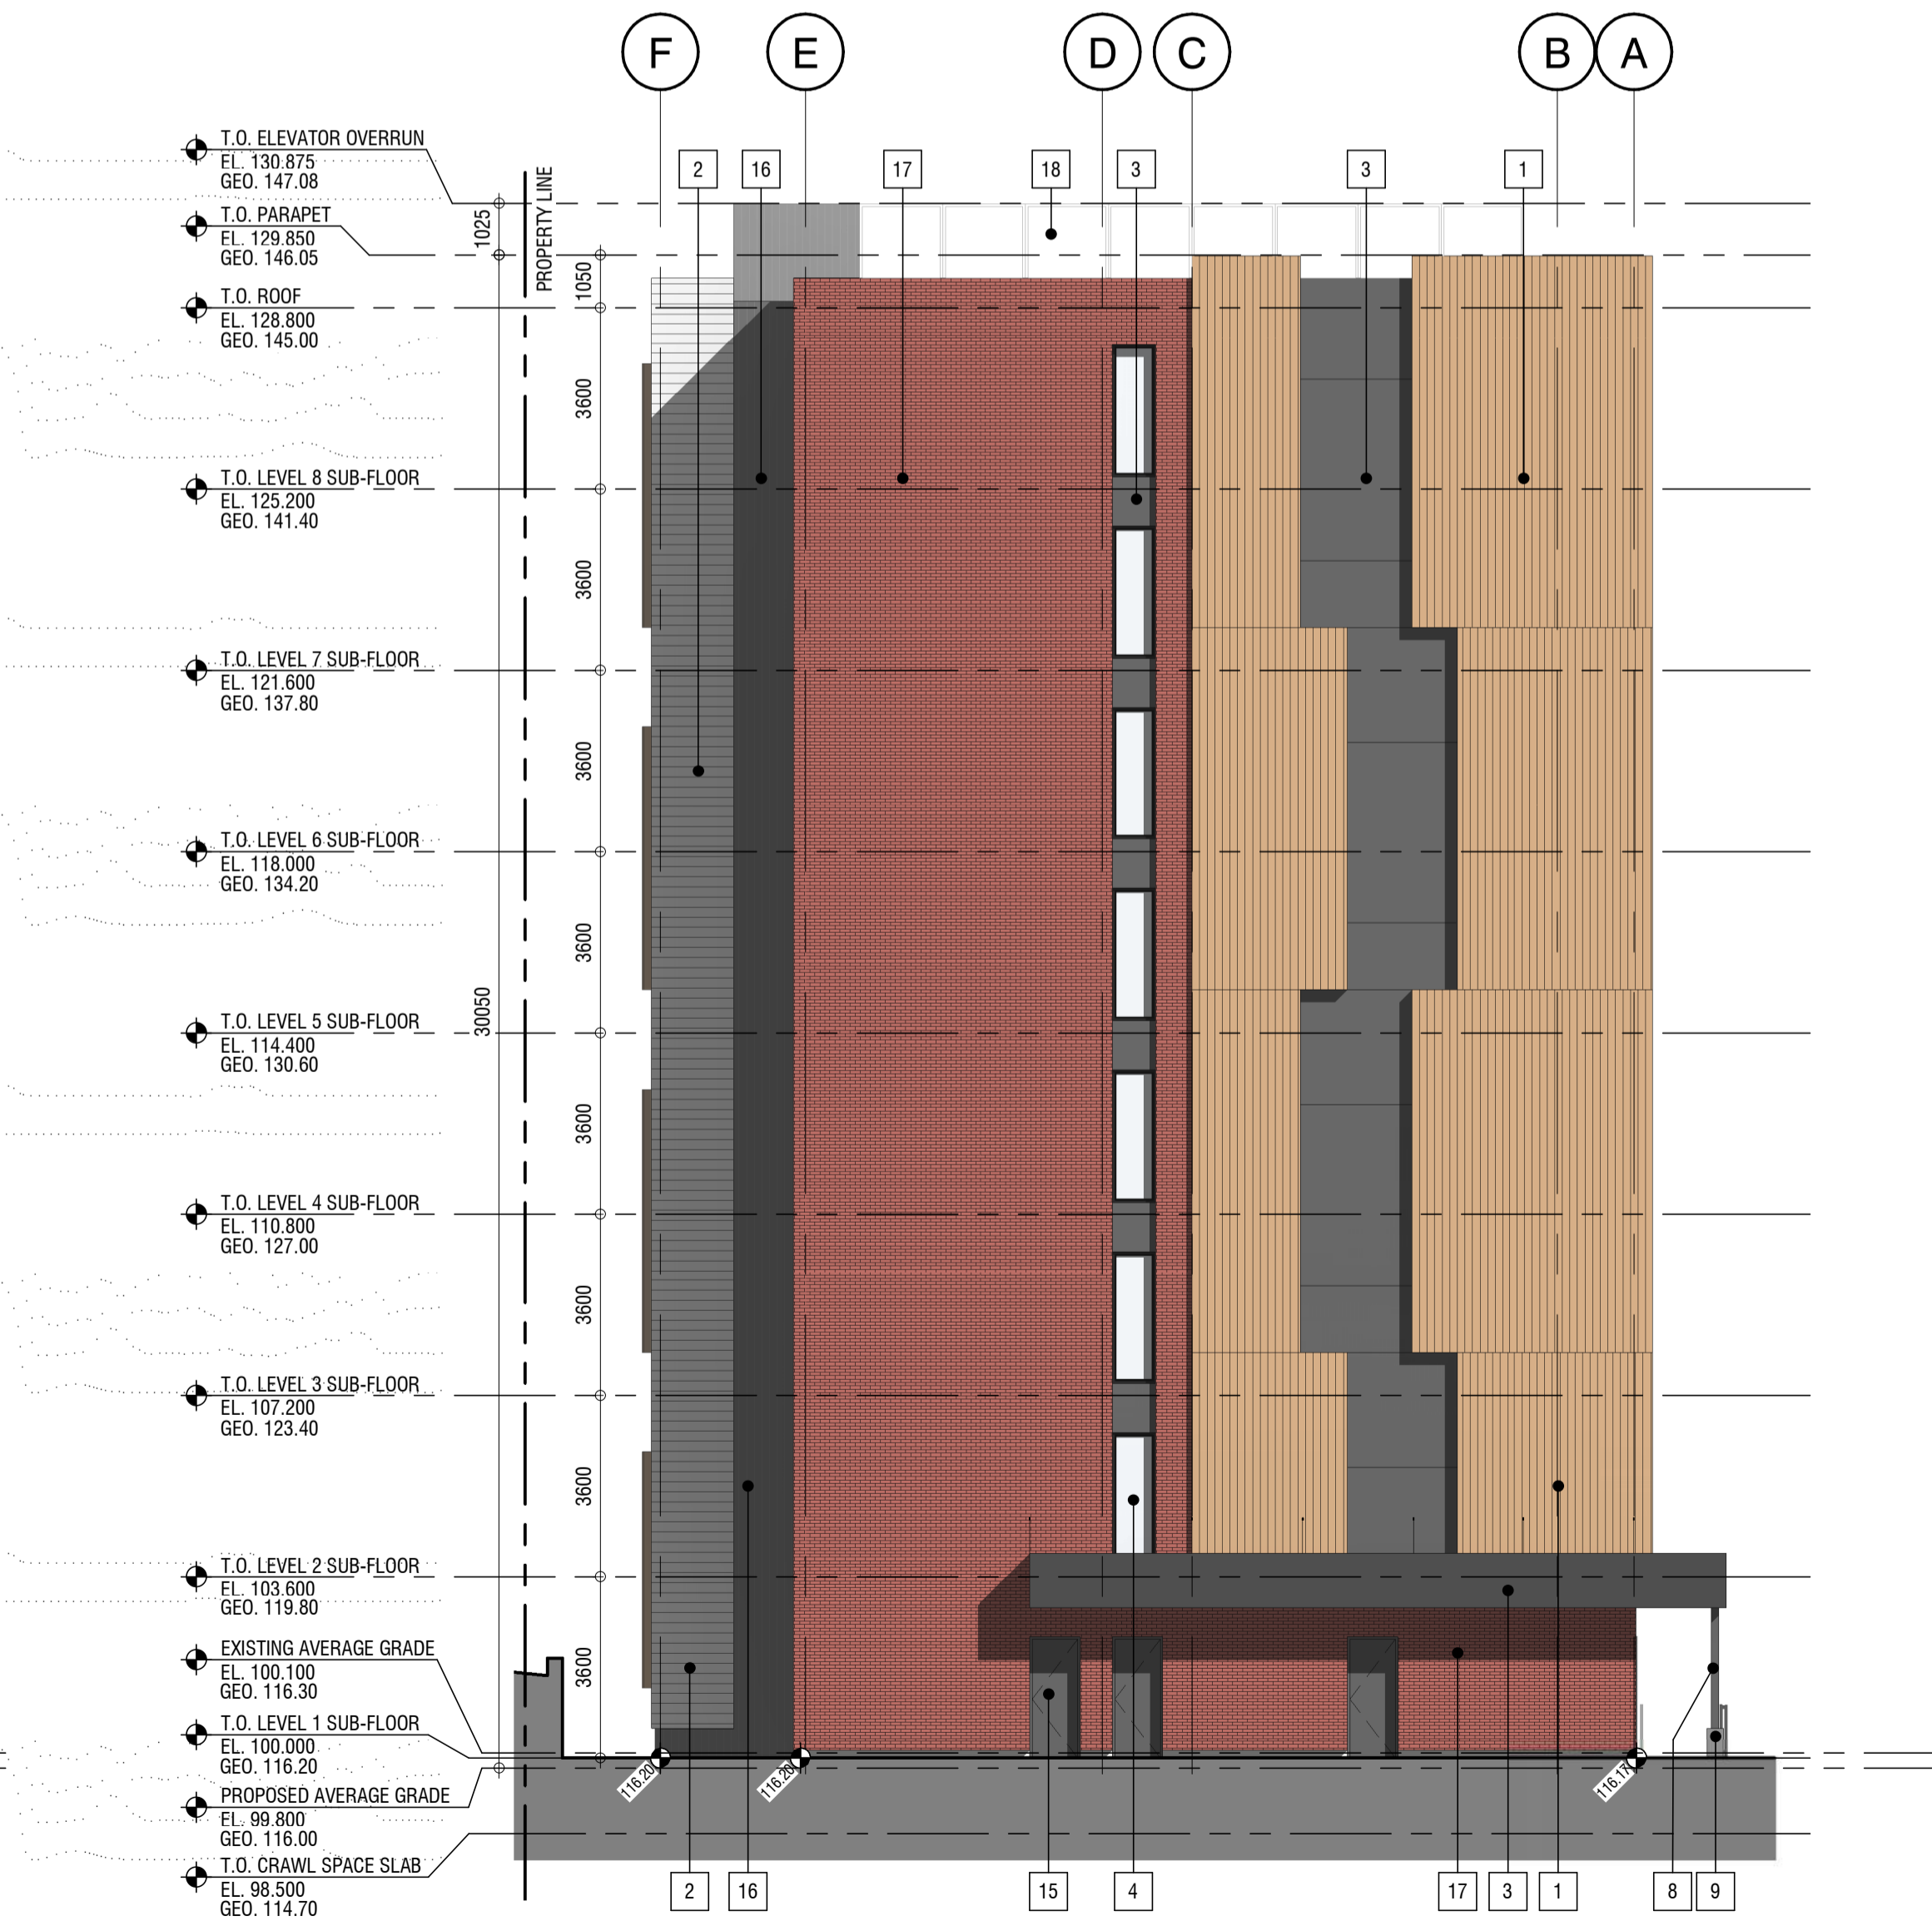 F E D C B A
2 16 17 18 3 3 1
T.O. ELEVATOR OVERRUN
EL. 130.875
GEO. 147.08
T.O. PARAPET
EL. 129.850
GEO. 146.05
T.O. ROOF
EL. 128.800
GEO. 145.00
T.O. LEVEL 8 SUB-FLOOR
EL. 125.200
GEO. 141.40
T.O. LEVEL 7 SUB-FLOOR
EL. 121.600
GEO. 137.80
T.O. LEVEL 6 SUB-FLOOR
EL. 118.000
GEO. 134.20
T.O. LEVEL 5 SUB-FLOOR
EL. 114.400
GEO. 130.60
T.O. LEVEL 4 SUB-FLOOR
EL. 110.800
GEO. 127.00
T.O. LEVEL 3 SUB-FLOOR
EL. 107.200
GEO. 123.40
T.O. LEVEL 2 SUB-FLOOR
EL. 103.600
GEO. 119.80
EXISTING AVERAGE GRADE
EL. 100.100
GEO. 116.30
T.O. LEVEL 1 SUB-FLOOR
EL. 100.000
GEO. 116.20
PROPOSED AVERAGE GRADE
EL. 99.800
GEO. 116.00
T.O. CRAWL SPACE SLAB
EL. 98.500
GEO. 114.70
1025
30050
PROPERTY LINE
1050
3600
3600
3600
3600
3600
3600
3600
3600
116.20
116.20
116.17
2 16 15 4 17 3 1 8 9